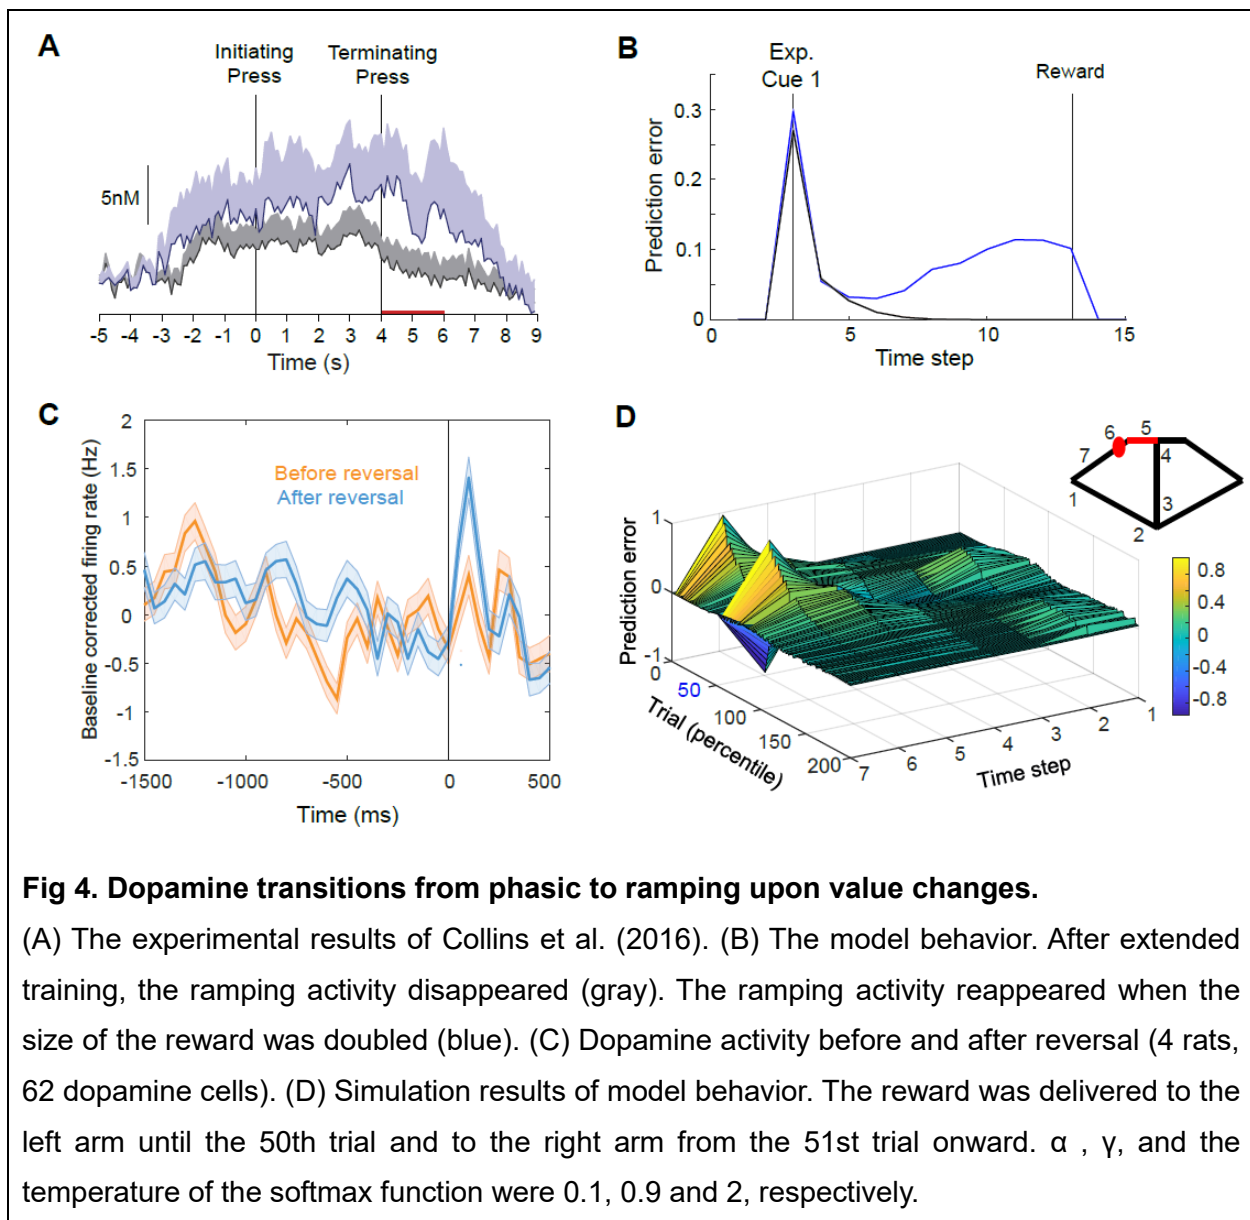 A
Initiating
Press
Terminating
Press
5nM
-5 -4 -3 -2 -1 0 1 2 3 4 5 6 7 8 9
Time (s)
B
Exp.
Cue 1
Reward
Prediction error
0.3
0.2
0.1
0
0 5 10 15
Time step
C
Baseline corrected firing rate (Hz)
2
1.5
1
0.5
0
-0.5
-1
-1.5
Before reversal
After reversal
-1500 -1000 -500 0 500
Time (ms)
D
6 5
7 4
1 3
2
Prediction error
1
0
-1
0
50
100
150
200
Trial (percentile)
7 6 5 4 3 2 1
Time step
0.8
0.4
0
-0.4
-0.8
Fig 4. Dopamine transitions from phasic to ramping upon value changes.
(A) The experimental results of Collins et al. (2016). (B) The model behavior. After extended
training, the ramping activity disappeared (gray). The ramping activity reappeared when the
size of the reward was doubled (blue). (C) Dopamine activity before and after reversal (4 rats,
62 dopamine cells). (D) Simulation results of model behavior. The reward was delivered to the
left arm until the 50th trial and to the right arm from the 51st trial onward. α , γ, and the
temperature of the softmax function were 0.1, 0.9 and 2, respectively.